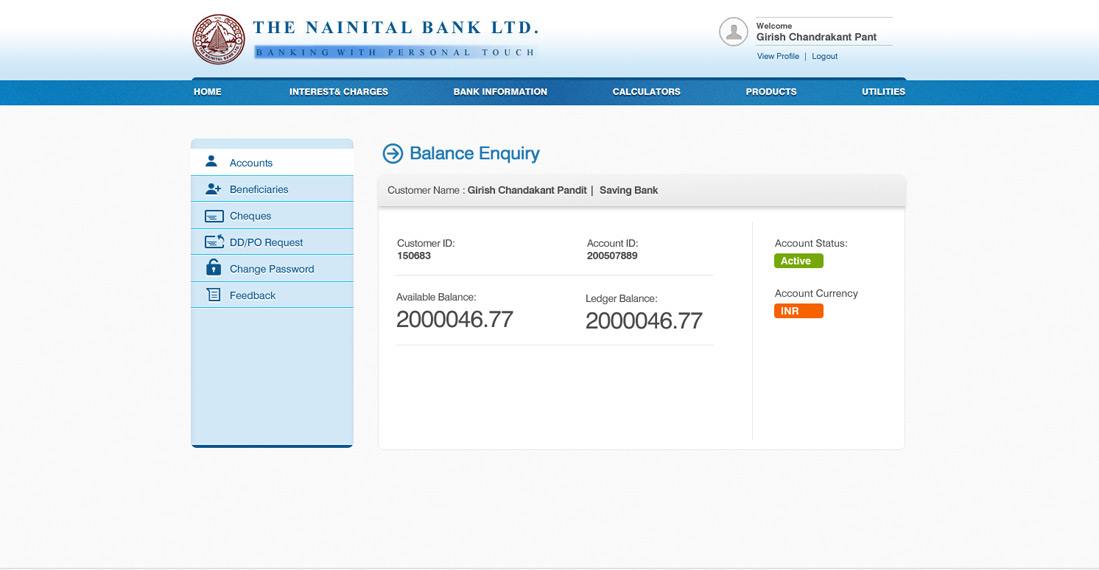 THE NAINITAL BANK LTD.
BANKING WITH PERSONAL TOUCH
Welcome
Girish Chandrakant Pant
View Profile | Logout
HOME INTEREST& CHARGES BANK INFORMATION CALCULATORS PRODUCTS UTILITIES
Accounts
Beneficiaries
Cheques
DD/PO Request
Change Password
Feedback
Balance Enquiry
Customer Name : Girish Chandakant Pandit | Saving Bank
Customer ID:
150683
Account ID:
200507889
Available Balance:
2000046.77
Ledger Balance:
2000046.77
Account Status:
Active
Account Currency
INR